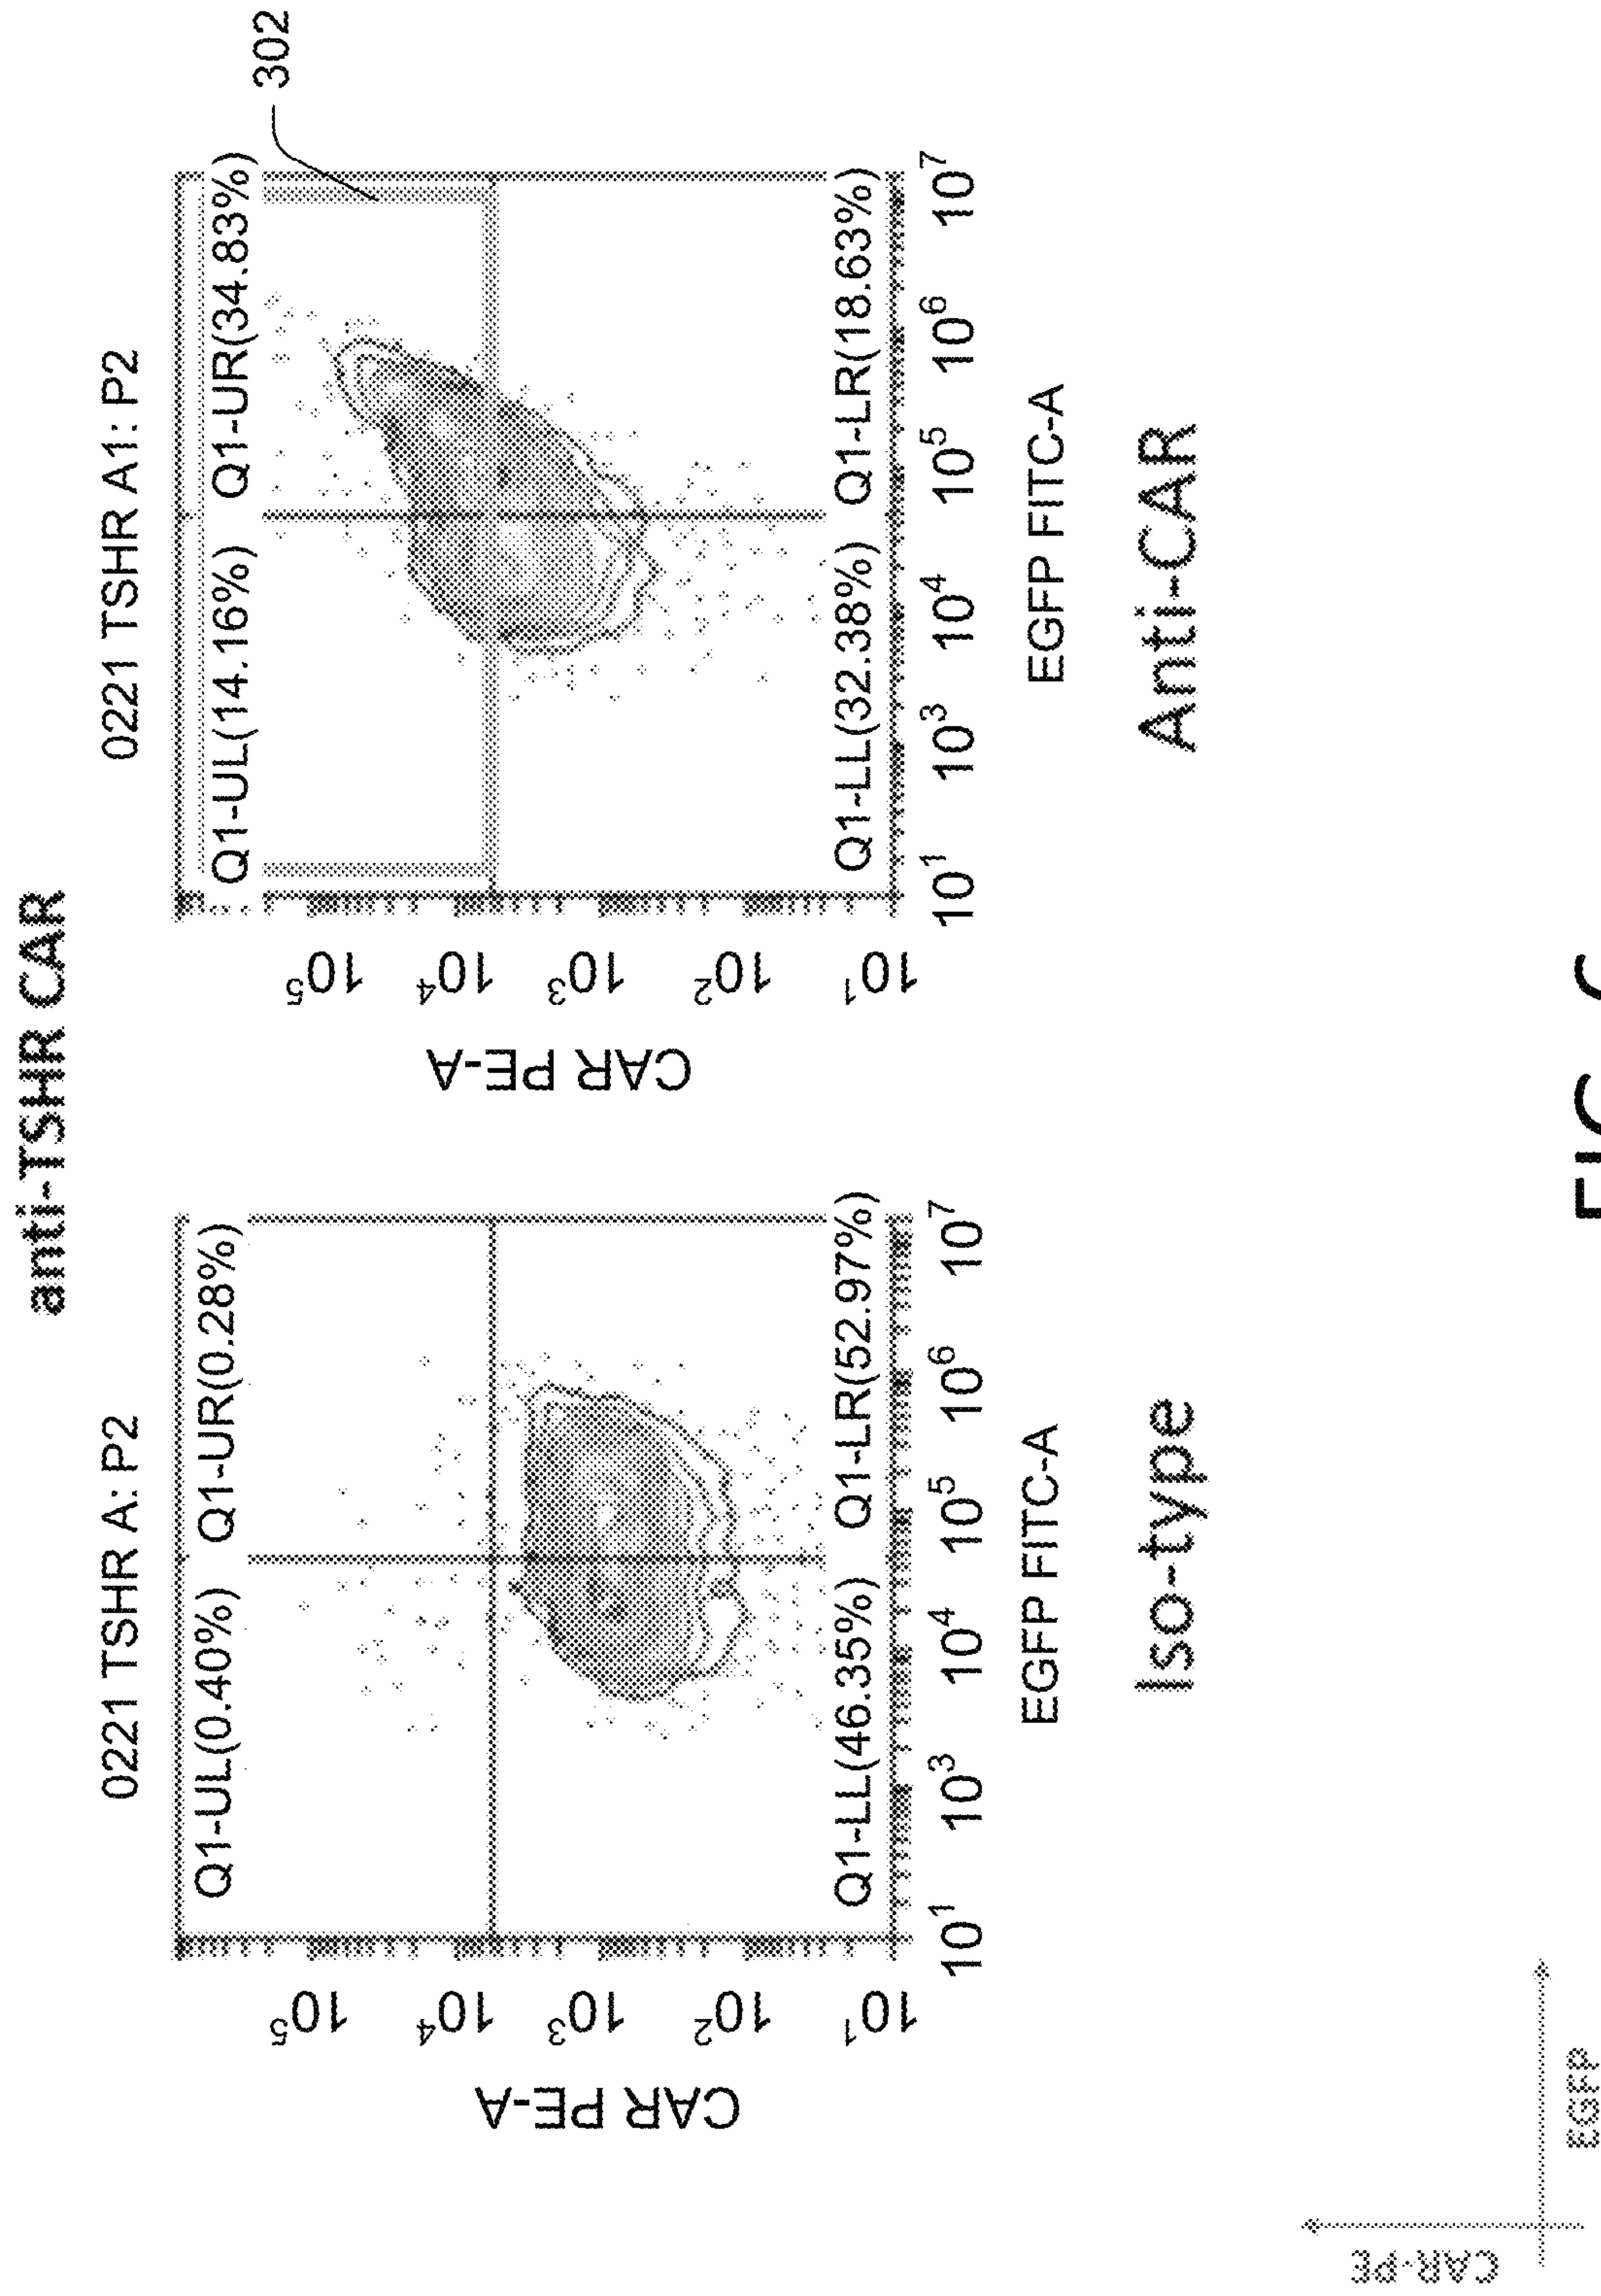 anti-TSHR CAR
0221 TSHR A: P2
Q1-UL(0.40%) Q1-UR(0.28%)
10⁵
10⁴
10³
10²
10¹
CAR PE-A
Q1-LL(46.35%) Q1-LR(52.97%)
10¹ 10³ 10⁴ 10⁵ 10⁶ 10⁷
EGFP FITC-A
Iso-type
0221 TSHR A1: P2
302
Q1-UL(14.16%) Q1-UR(34.83%)
10⁵
10⁴
10³
10²
10¹
CAR PE-A
Q1-LL(32.38%) Q1-LR(18.63%)
10¹ 10³ 10⁴ 10⁵ 10⁶ 10⁷
EGFP FITC-A
Anti-CAR
CAR-PE
EGFP